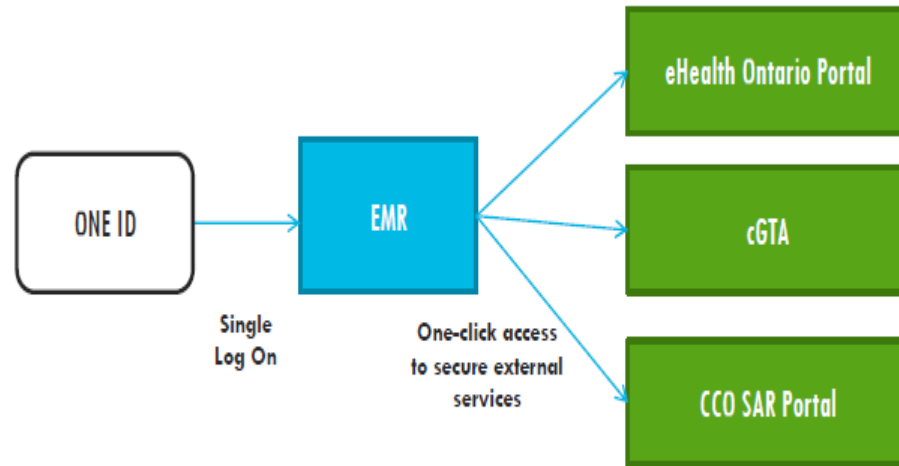 eHealth Ontario Portal
ONE ID
EMR
cGTA
Single
Log On
One-click access
to secure external
services
CCO SAR Portal